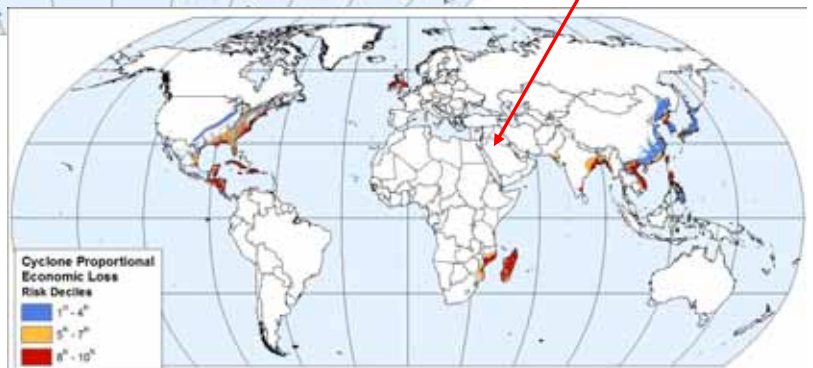 Cyclone Proportional
Economic Loss
Risk Deciles
1st - 4th
5th - 7th
8th - 10th